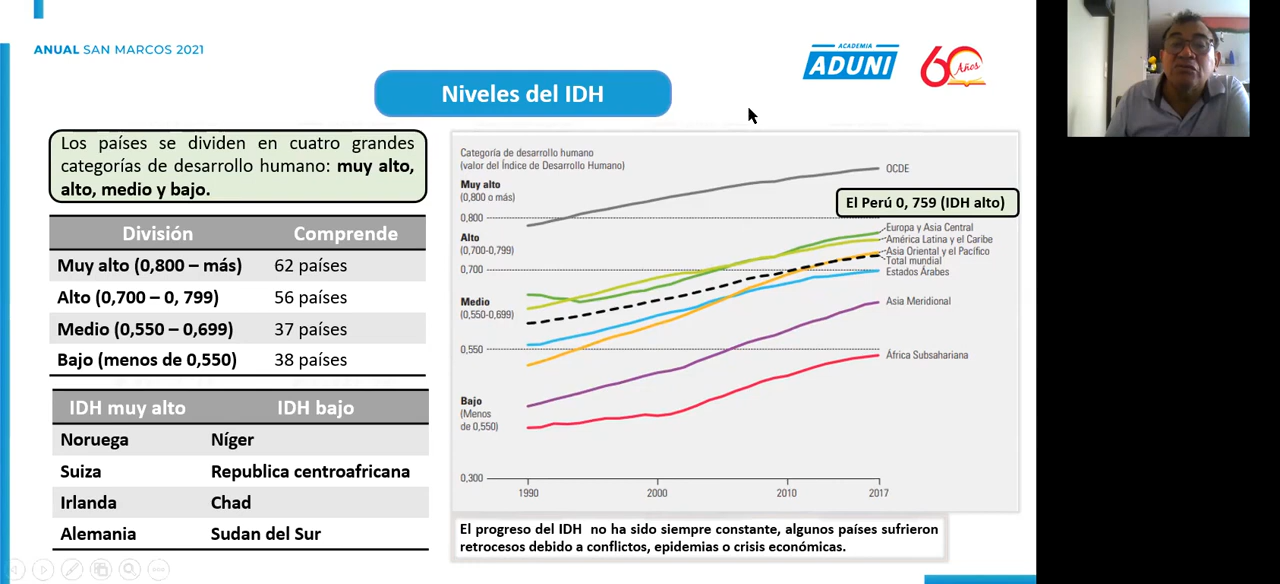 ANUAL SAN MARCOS 2021
ACADEMIA
ADUNI
60
Años
Niveles del IDH
Los países se dividen en cuatro grandes
categorías de desarrollo humano: muy alto,
alto, medio y bajo.
División Comprende
Muy alto (0,800 – más) 62 países
Alto (0,700 – 0, 799) 56 países
Medio (0,550 – 0,699) 37 países
Bajo (menos de 0,550) 38 países
IDH muy alto IDH bajo
Noruega Níger
Suiza Republica centroafricana
Irlanda Chad
Alemania Sudan del Sur
Categoría de desarrollo humano
(valor del Índice de Desarrollo Humano)
Muy alto
(0,800 o más)
0,800
Alto
(0,700-0,799)
0,700
Medio
(0,550-0,699)
0,550
Bajo
(Menos
de 0,550)
0,300
1990 2000 2010 2017
OCDE
El Perú 0, 759 (IDH alto)
Europa y Asia Central
América Latina y el Caribe
Asia Oriental y el Pacífico
Total mundial
Estados Árabes
Asia Meridional
África Subsahariana
El progreso del IDH no ha sido siempre constante, algunos países sufrieron
retrocesos debido a conflictos, epidemias o crisis económicas.